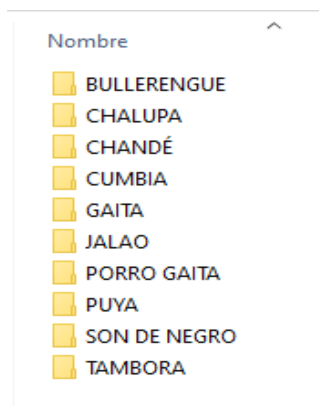 Nombre
BULLERENGUE
CHALUPA
CHANDÉ
CUMBIA
GAITA
JALAO
PORRO GAITA
PUYA
SON DE NEGRO
TAMBORA